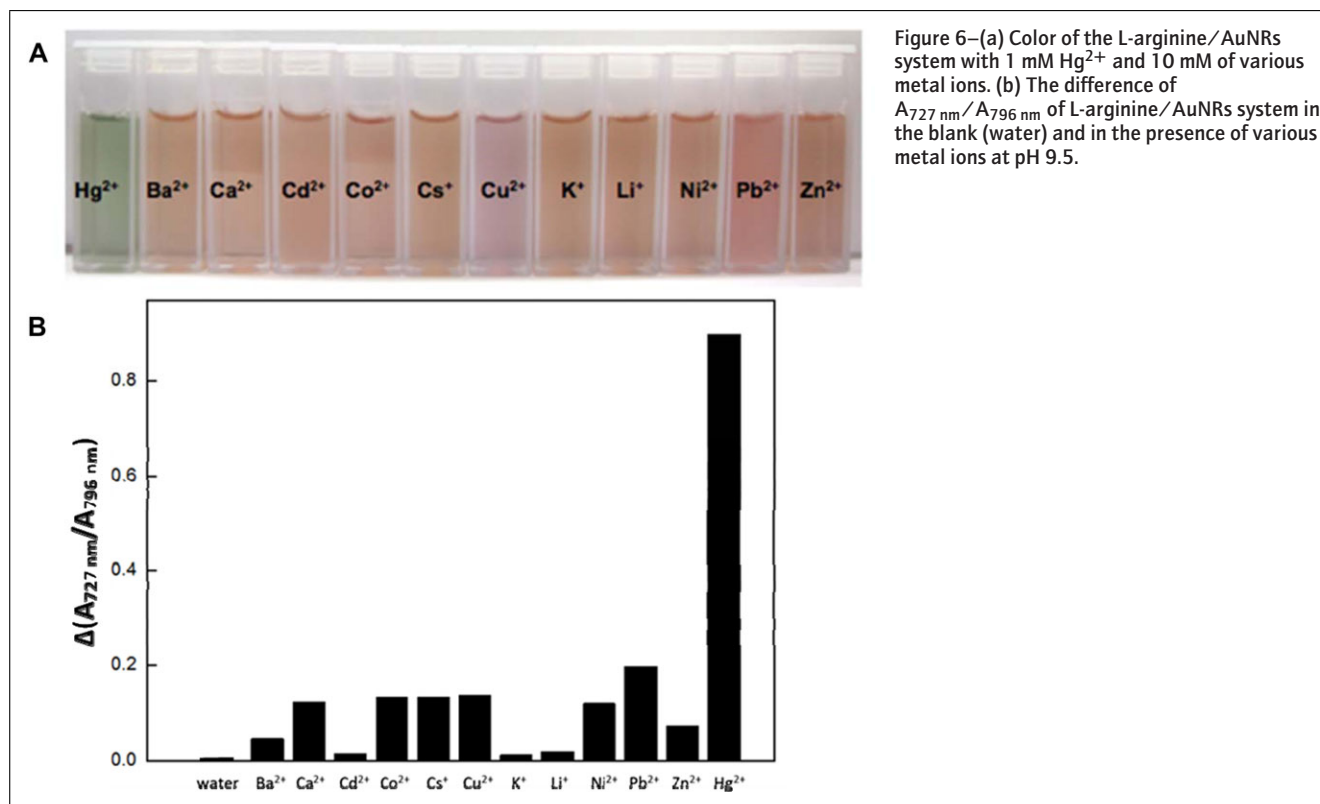 A
Hg²⁺ Ba²⁺ Ca²⁺ Cd²⁺ Co²⁺ Cs⁺ Cu²⁺ K⁺ Li⁺ Ni²⁺ Pb²⁺ Zn²⁺
Figure 6–(a) Color of the L-arginine/AuNRs
system with 1 mM Hg²⁺ and 10 mM of various
metal ions. (b) The difference of
A₇₂₇ ₙₘ/A₇₉₆ ₙₘ of L-arginine/AuNRs system in
the blank (water) and in the presence of various
metal ions at pH 9.5.
B
Δ(A₇₂₇ ₙₘ/A₇₉₆ ₙₘ)
0.8
0.6
0.4
0.2
0.0
water Ba²⁺ Ca²⁺ Cd²⁺ Co²⁺ Cs⁺ Cu²⁺ K⁺ Li⁺ Ni²⁺ Pb²⁺ Zn²⁺ Hg²⁺